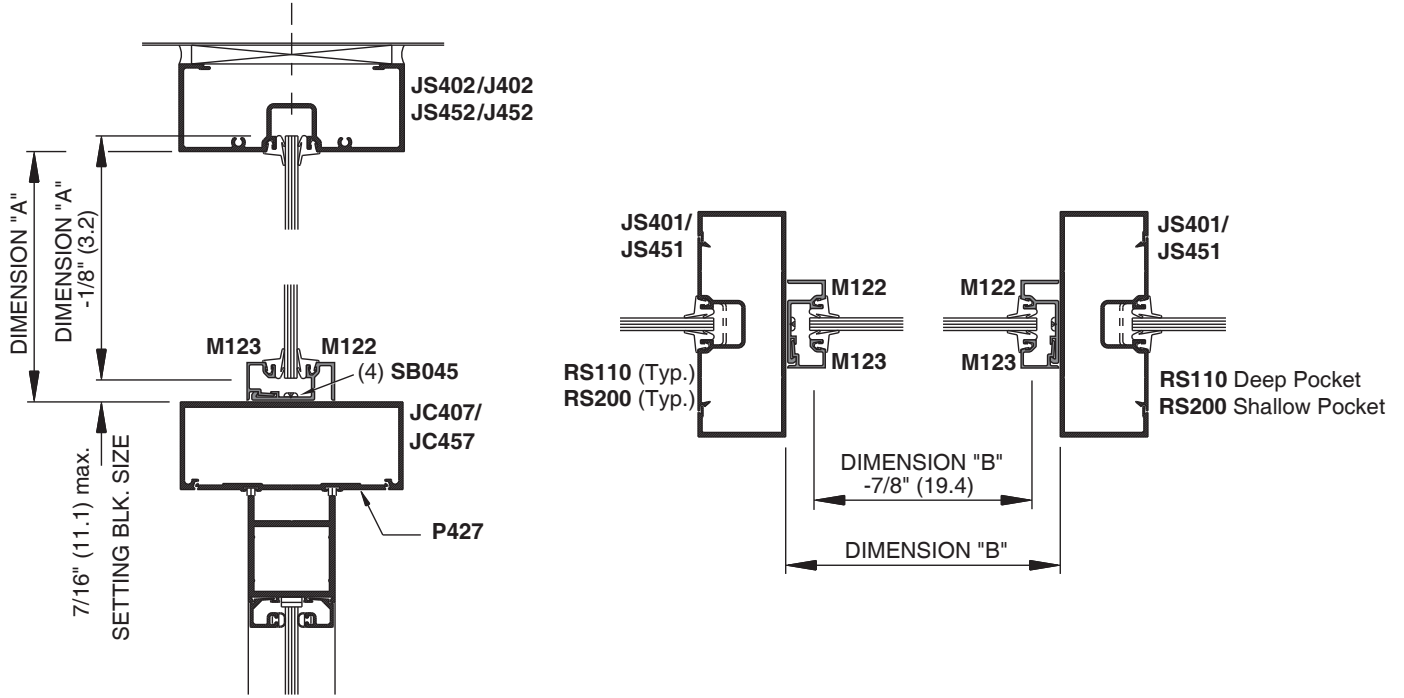 JS402/J402
JS452/J452
DIMENSION "A"
DIMENSION "A"
-1/8" (3.2)
M123
M122
(4) SB045
JC407/
JC457
7/16" (11.1) max.
SETTING BLK. SIZE
P427
JS401/
JS451
M122
M123
RS110 (Typ.)
RS200 (Typ.)
JS401/
JS451
M122
M123
RS110 Deep Pocket
RS200 Shallow Pocket
DIMENSION "B"
-7/8" (19.4)
DIMENSION "B"